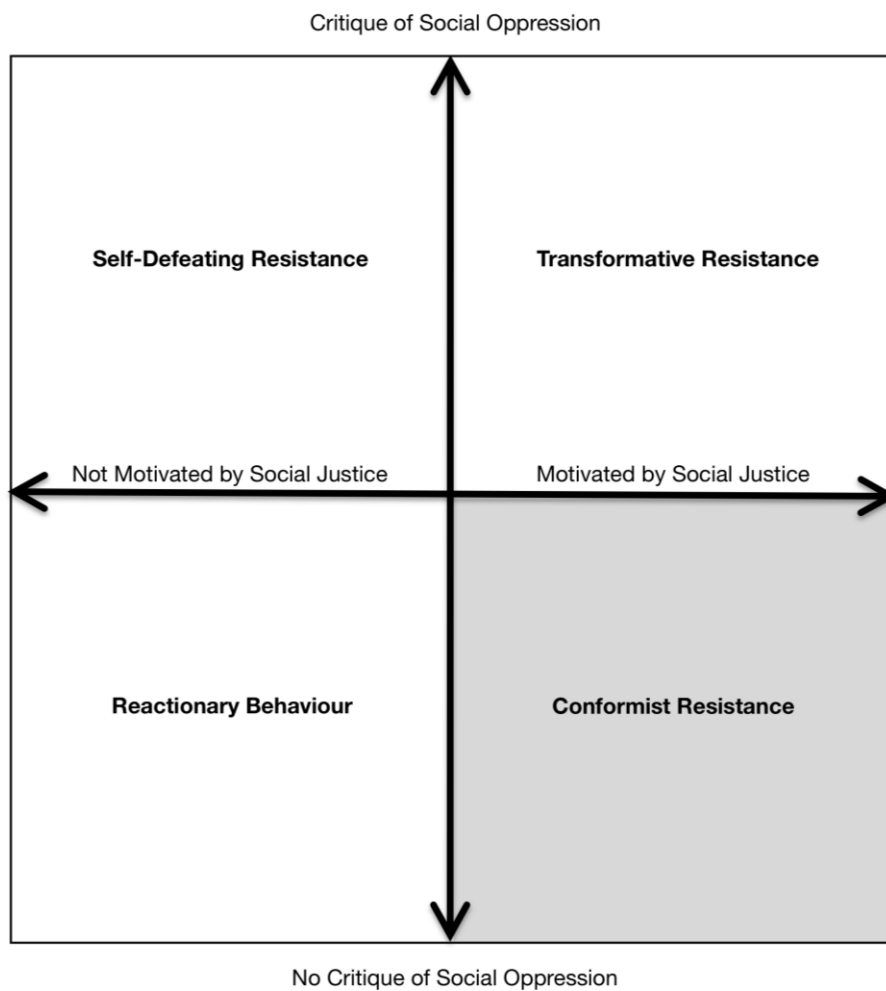 Critique of Social Oppression
Self-Defeating Resistance
Transformative Resistance
Not Motivated by Social Justice
Motivated by Social Justice
Reactionary Behaviour
Conformist Resistance
No Critique of Social Oppression